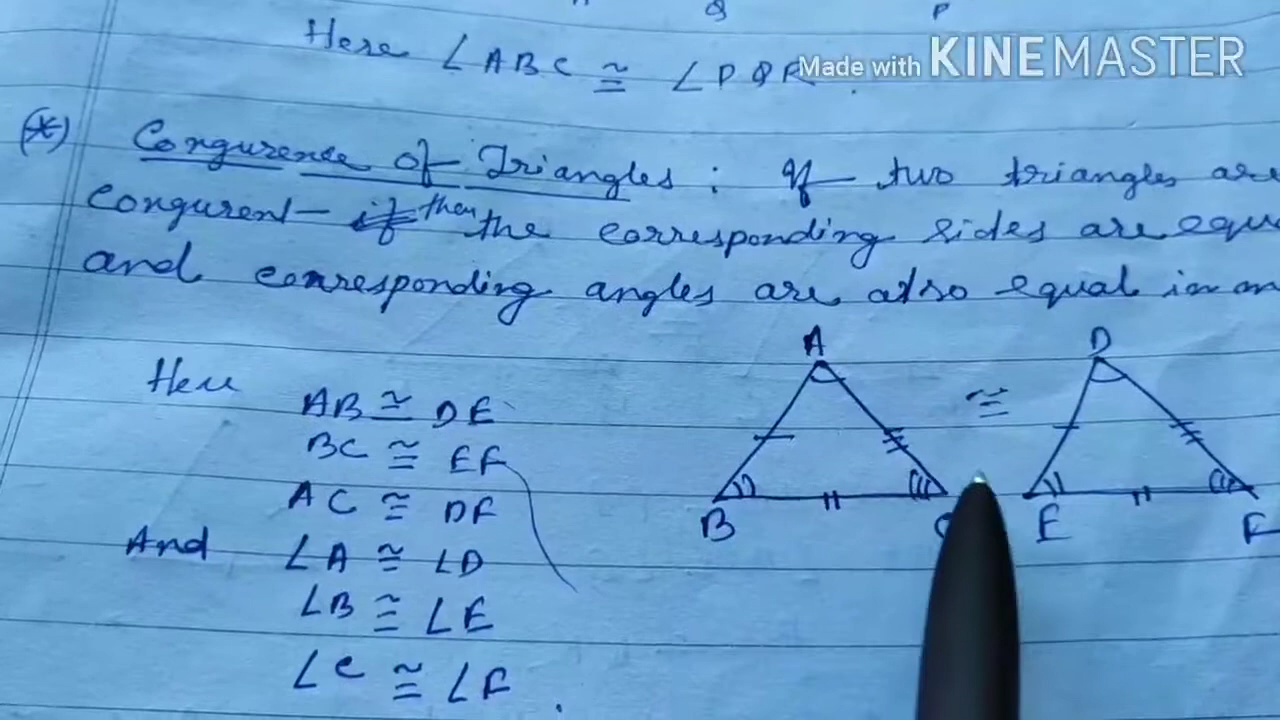 Q P
Here ∠ABC ≅ ∠PQR.
Made with KINEMASTER
(*) Congurence of Triangles : If two triangles are
Congurent if then the corresponding sides are equ
and corresponding angles are also equal in m
Here
AB ≅ DE
BC ≅ EF
AC ≅ DF
And ∠A ≅ ∠D
∠B ≅ ∠E
∠C ≅ ∠F.
A ≅ D
B C E F